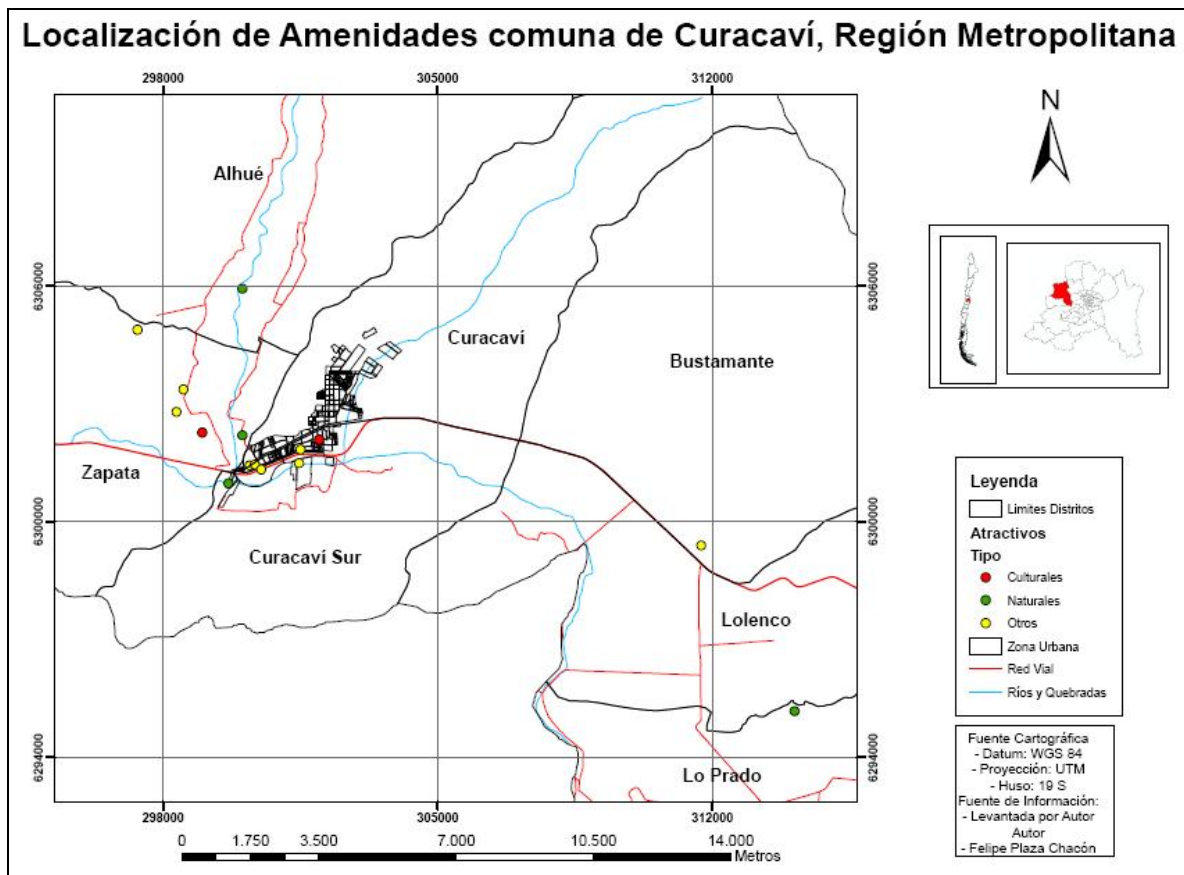 Localización de Amenidades comuna de Curacaví, Región Metropolitana
298000
305000
312000
N
Alhué
6306000
6306000
Curacaví
Bustamante
Zapata
6300000
6300000
Curacaví Sur
Lolenco
6294000
6294000
Lo Prado
298000
305000
312000
0
1.750
3.500
7.000
10.500
14.000
Metros
Leyenda
Limites Distritos
Atractivos
Tipo
Culturales
Naturales
Otros
Zona Urbana
Red Vial
Ríos y Quebradas
Fuente Cartográfica
- Datum: WGS 84
- Proyección: UTM
- Huso: 19 S
Fuente de Información:
- Levantada por Autor
Autor
- Felipe Plaza Chacón